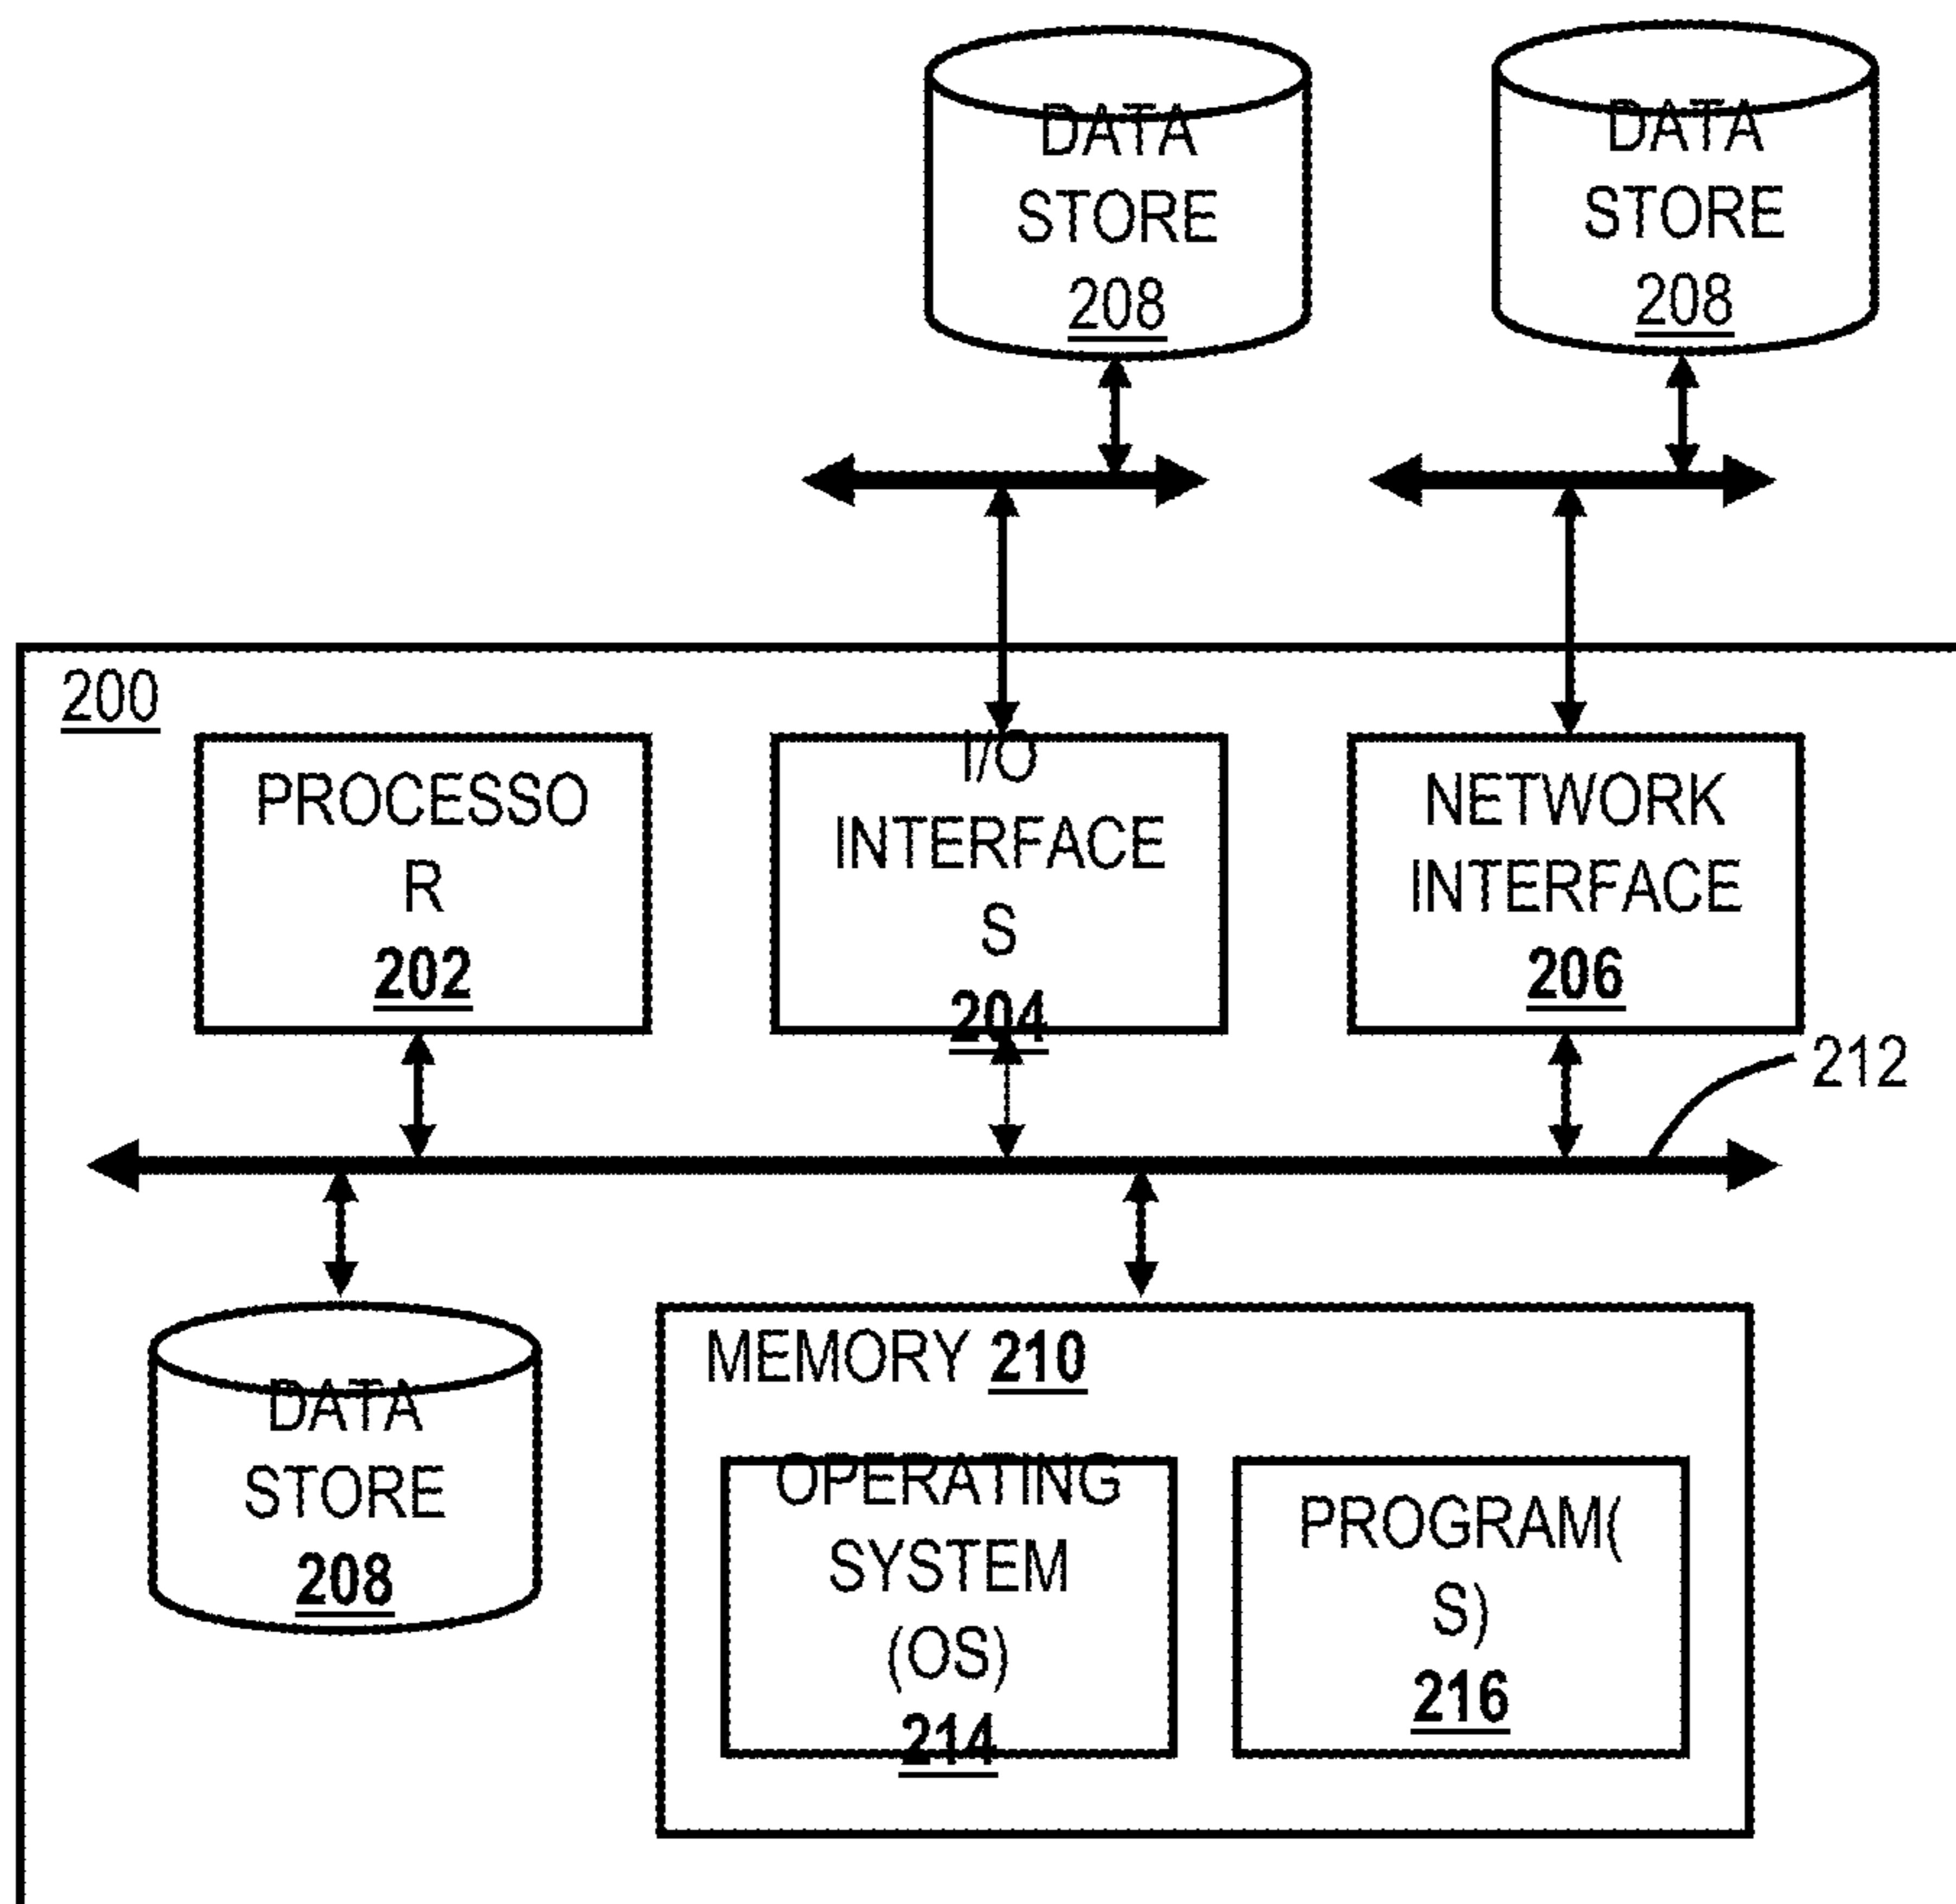 DATA
STORE
208
DATA
STORE
208
200
PROCESSO
R
202
I/O
INTERFACE
S
204
NETWORK
INTERFACE
206
212
DATA
STORE
208
MEMORY 210
OPERATING
SYSTEM
(OS)
214
PROGRAM(
S)
216